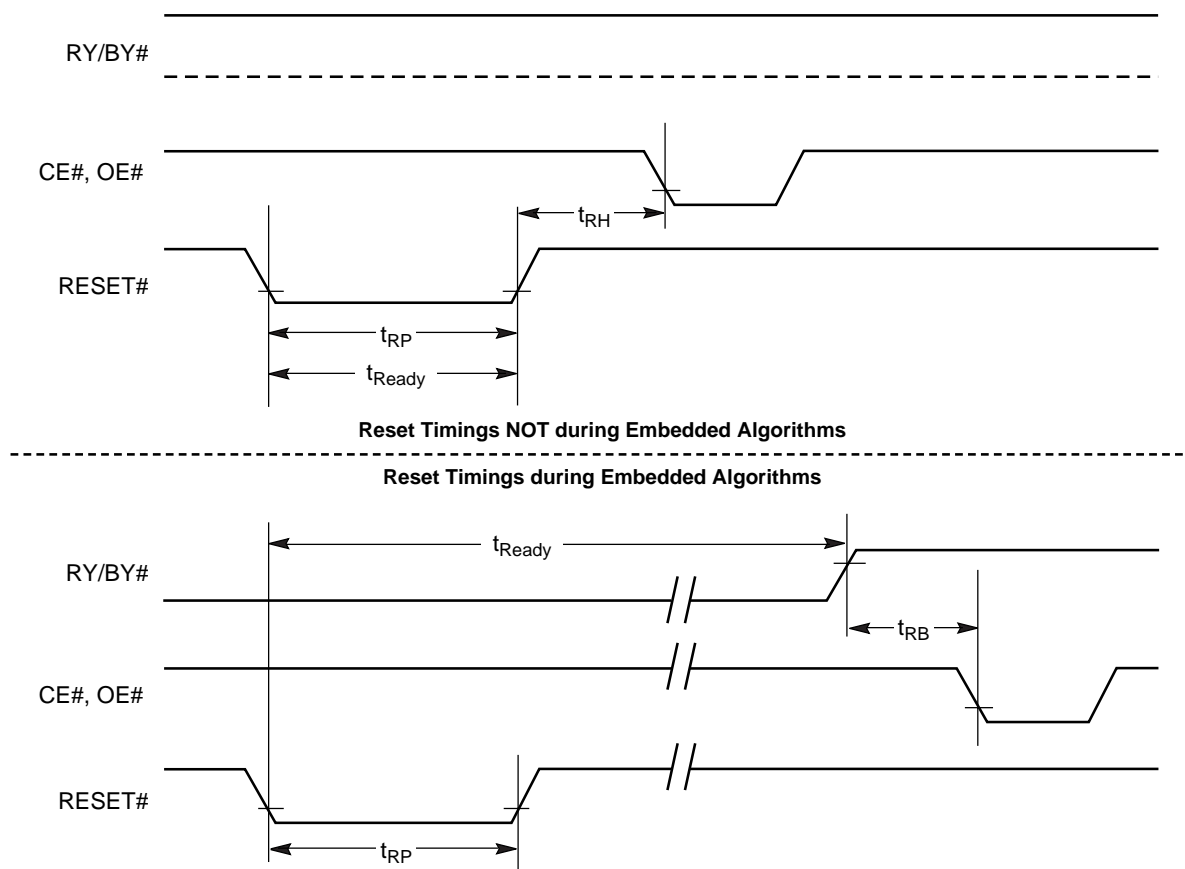 RY/BY#
CE#, OE#
tRH
RESET#
tRP
tReady
Reset Timings NOT during Embedded Algorithms
Reset Timings during Embedded Algorithms
tReady
RY/BY#
tRB
CE#, OE#
RESET#
tRP